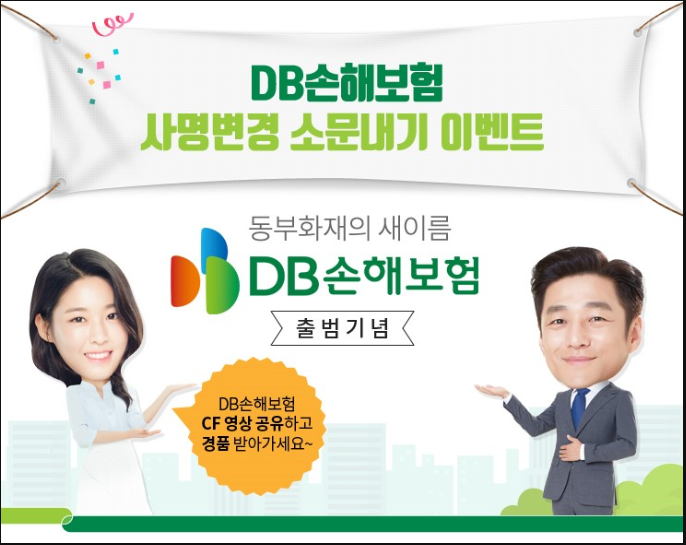 DB손해보험
사명변경 소문내기 이벤트
동부화재의 새이름
DB손해보험
출범기념
DB손해보험
CF 영상 공유하고
경품 받아가세요~